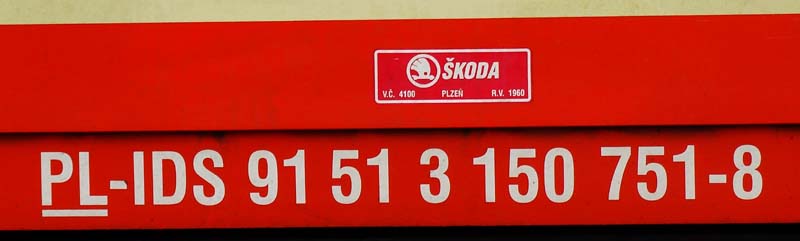 ŠKODA
V.Č. 4100 PLZEŇ R.V. 1960
PL-IDS 91 51 3 150 751-8